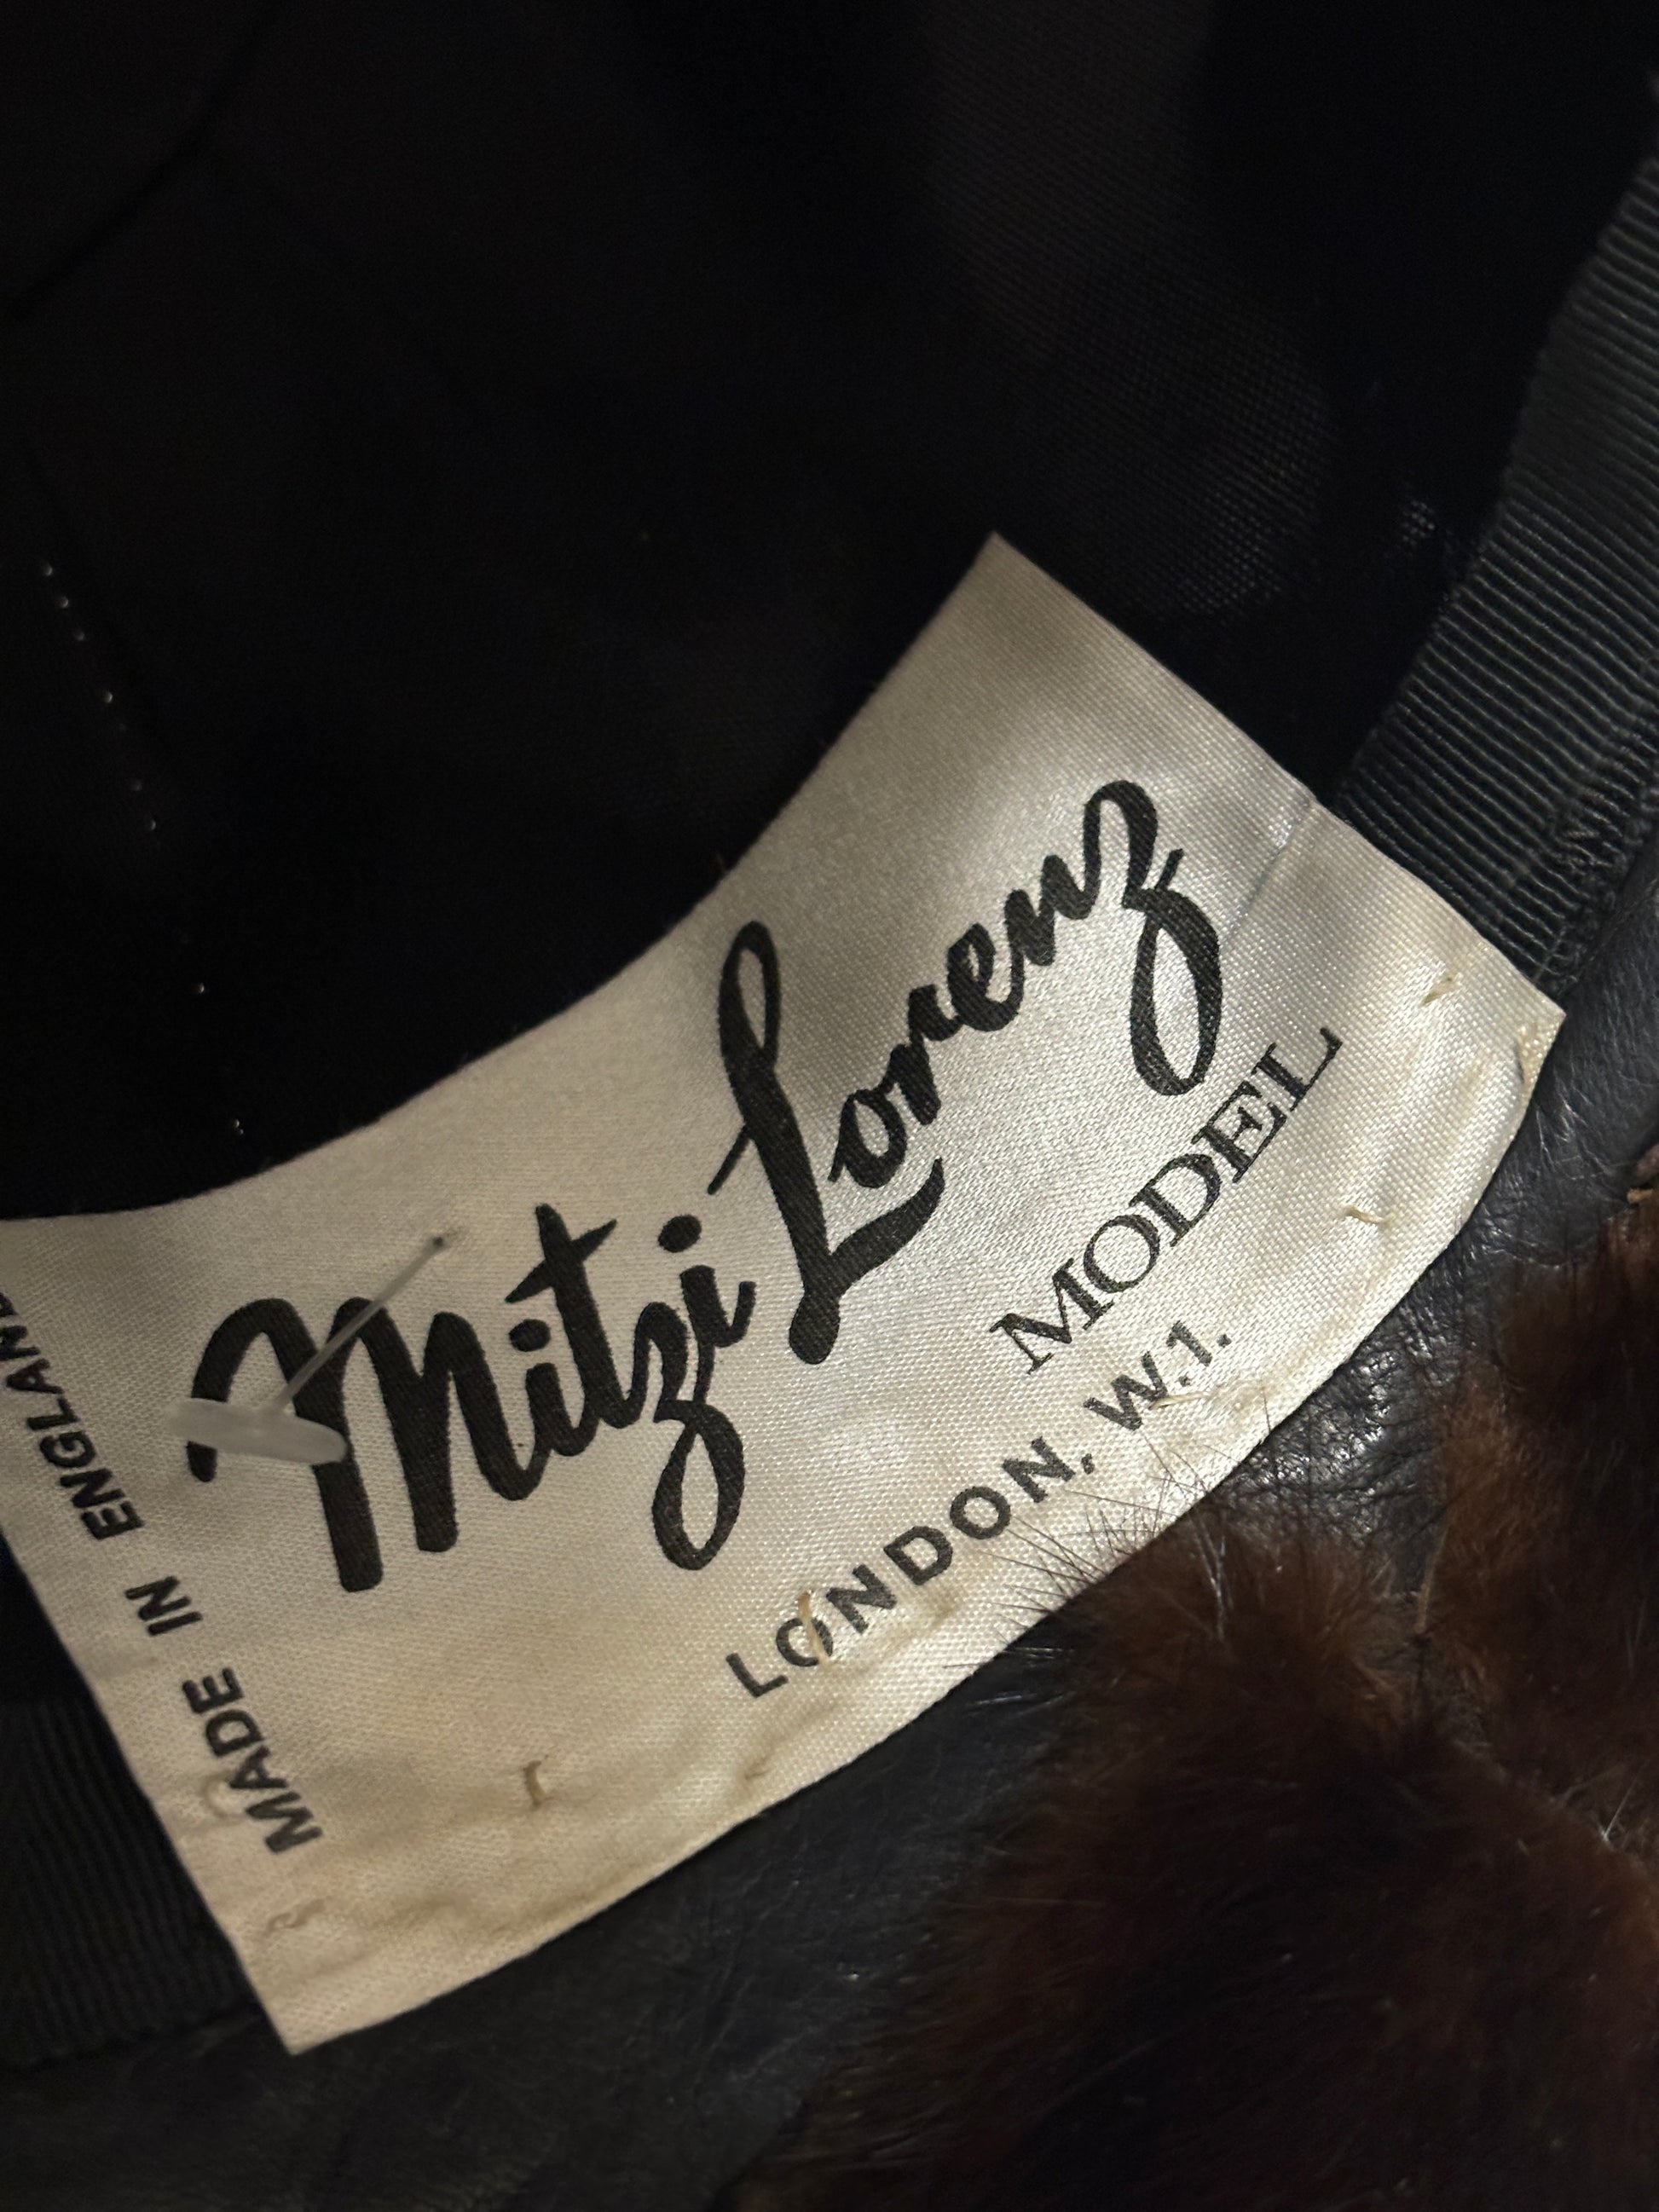 Mitzi Lorenz
MODEL
LONDON, W.1.
MADE IN ENGLAND